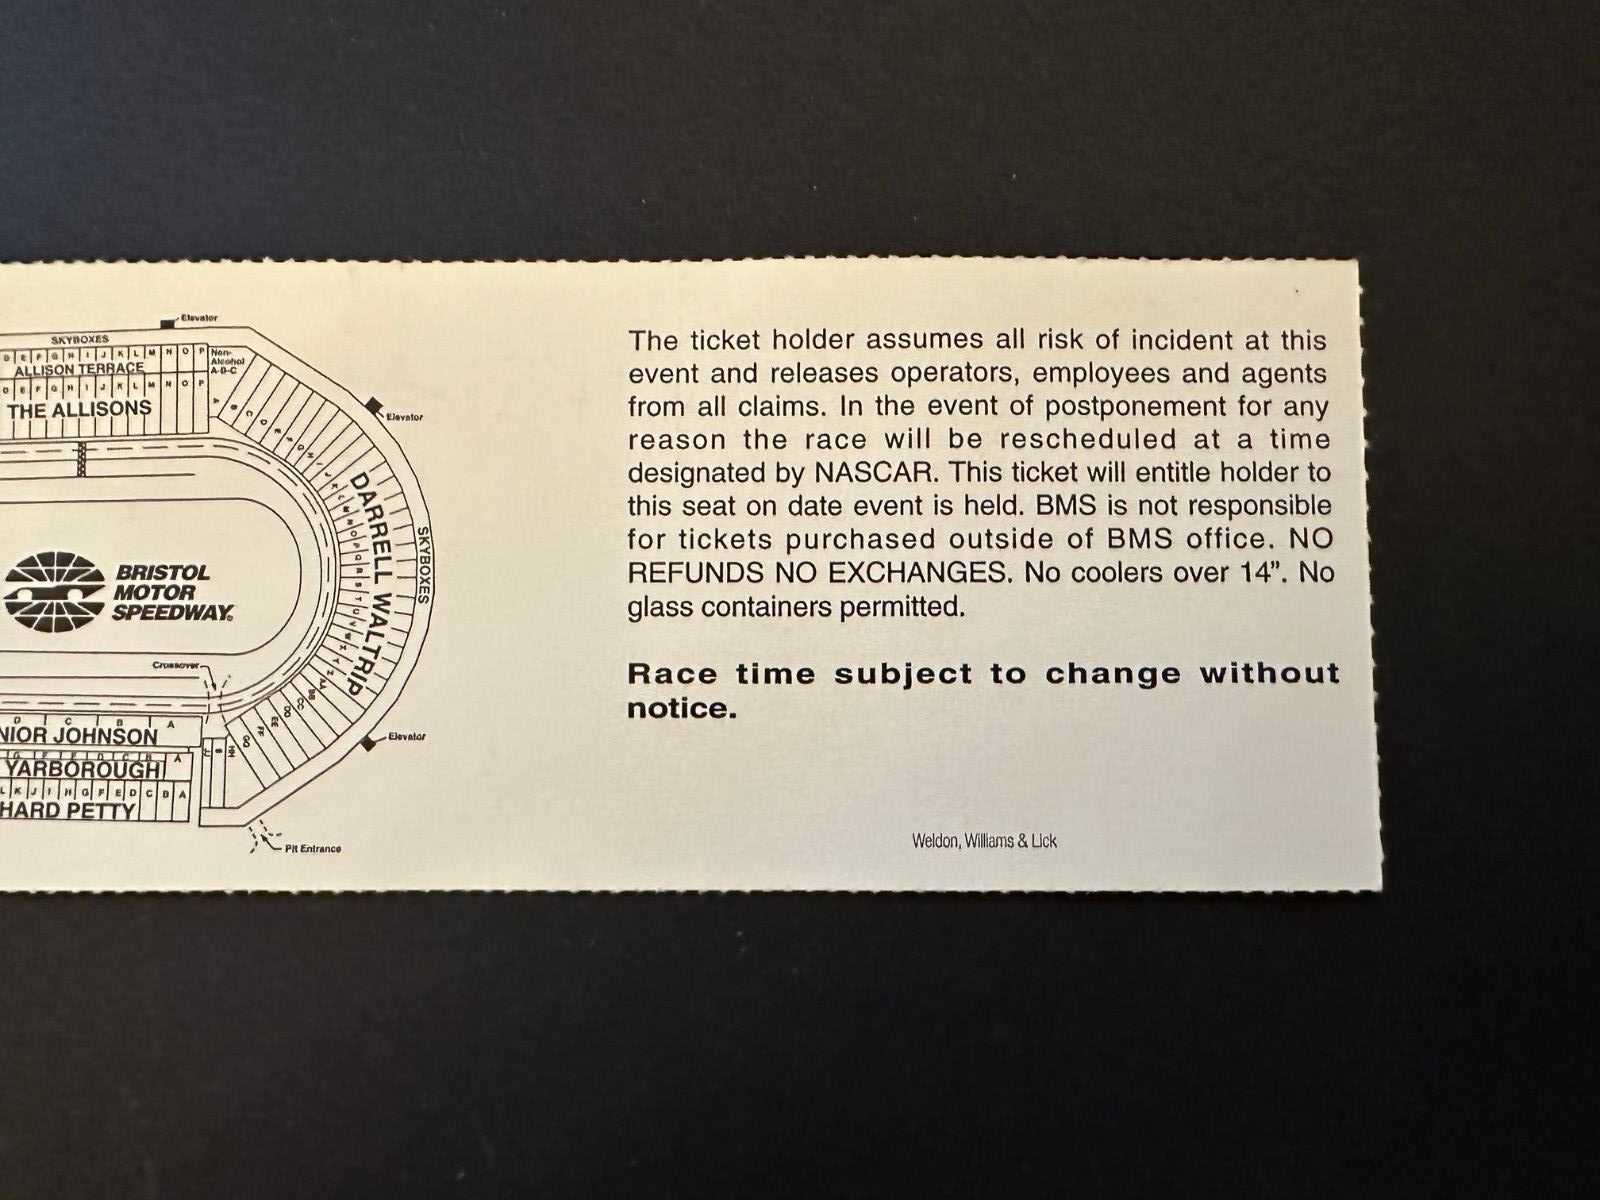 Elevator
SKYBOXES
D E F G H I J K L M N O P
Non-
Alcohol
A-B-C
ALLISON TERRACE
D E F G H I J K L M N O P
THE ALLISONS
Elevator
DARRELL WALTRIP
SKYBOXES
BRISTOL
MOTOR
SPEEDWAY®
Crossover
D C B A
NIOR JOHNSON
YARBOROUGH
L K J I H G F E D C B A
HARD PETTY
Elevator
Pit Entrance
The ticket holder assumes all risk of incident at this
event and releases operators, employees and agents
from all claims. In the event of postponement for any
reason the race will be rescheduled at a time
designated by NASCAR. This ticket will entitle holder to
this seat on date event is held. BMS is not responsible
for tickets purchased outside of BMS office. NO
REFUNDS NO EXCHANGES. No coolers over 14”. No
glass containers permitted.
Race time subject to change without
notice.
Weldon, Williams & Lick